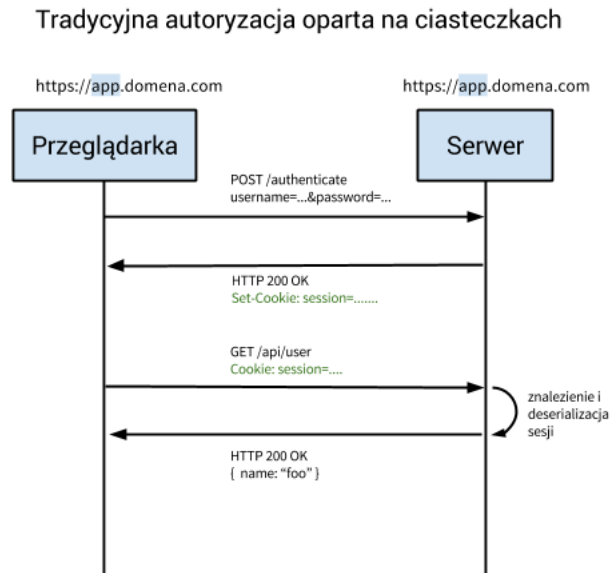 Tradycyjna autoryzacja oparta na ciasteczkach
https://app.domena.com
https://app.domena.com
Przeglądarka
Serwer
POST /authenticate
username=...&password=...
HTTP 200 OK
Set-Cookie: session=.......
GET /api/user
Cookie: session=....
znalezienie i
deserializacja
sesji
HTTP 200 OK
{ name: “foo” }